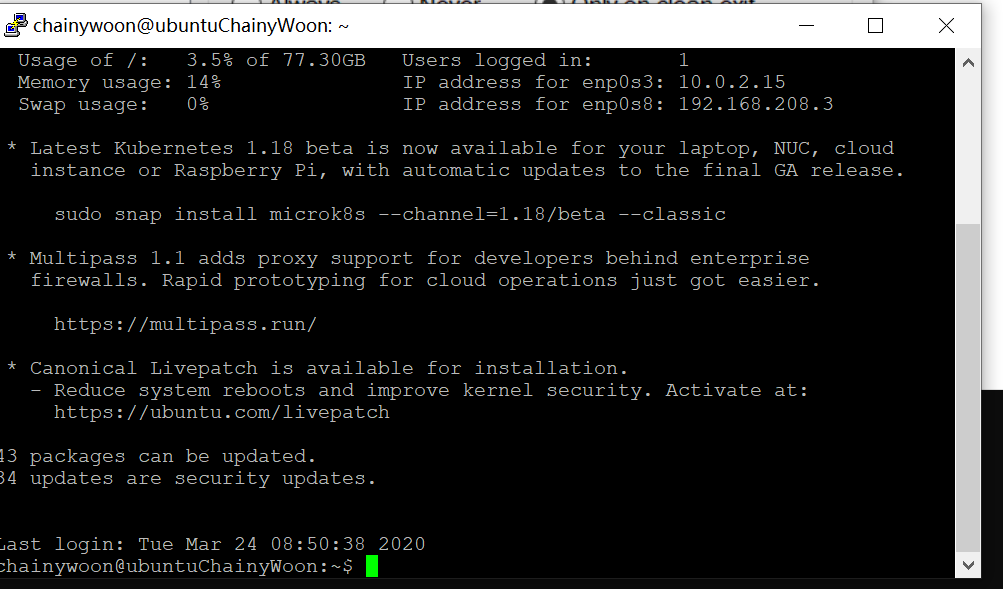 Always Never Only on clean exit
chainywoon@ubuntuChainyWoon: ~
Usage of /: 3.5% of 77.30GB Users logged in: 1
Memory usage: 14% IP address for enp0s3: 10.0.2.15
Swap usage: 0% IP address for enp0s8: 192.168.208.3
* Latest Kubernetes 1.18 beta is now available for your laptop, NUC, cloud
instance or Raspberry Pi, with automatic updates to the final GA release.
sudo snap install microk8s --channel=1.18/beta --classic
* Multipass 1.1 adds proxy support for developers behind enterprise
firewalls. Rapid prototyping for cloud operations just got easier.
https://multipass.run/
* Canonical Livepatch is available for installation.
- Reduce system reboots and improve kernel security. Activate at:
https://ubuntu.com/livepatch
43 packages can be updated.
34 updates are security updates.
Last login: Tue Mar 24 08:50:38 2020
chainywoon@ubuntuChainyWoon:~$